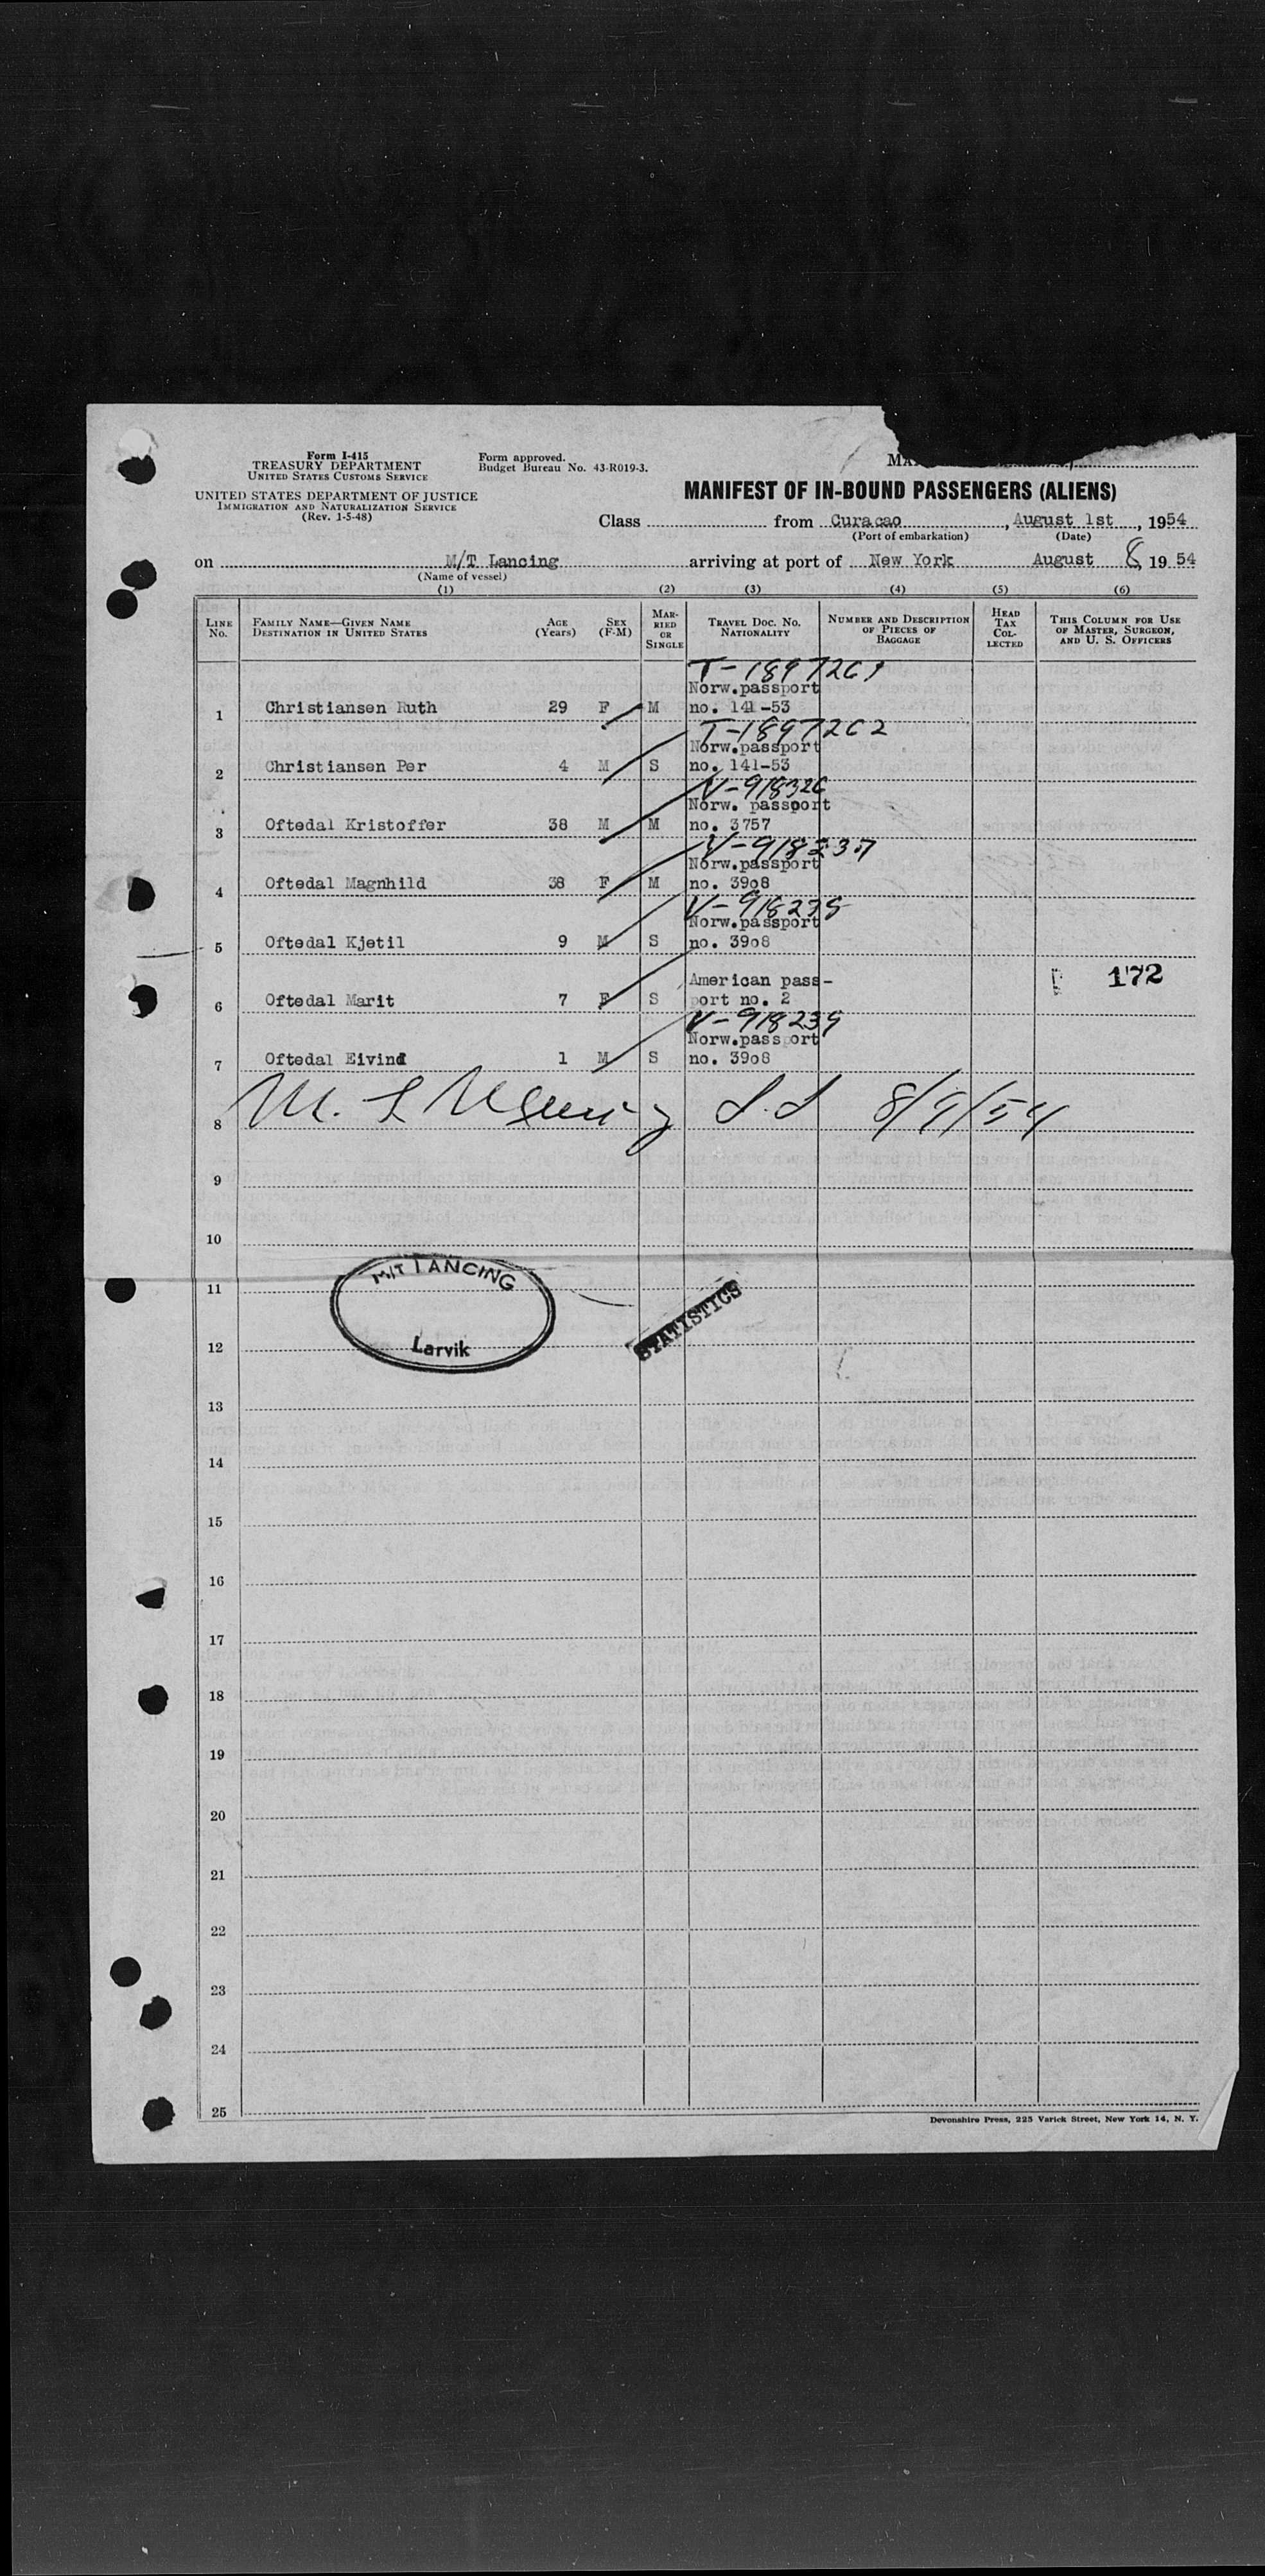 Form I-415
TREASURY DEPARTMENT
UNITED STATES CUSTOMS SERVICE
UNITED STATES DEPARTMENT OF JUSTICE
IMMIGRATION AND NATURALIZATION SERVICE
(Rev. 1-5-48)
Form approved.
Budget Bureau No. 43-R019-3.
MANIFEST OF IN-BOUND PASSENGERS (ALIENS)
Class from Curacao, August 1st, 1954
(Port of embarkation) (Date)
on M/T Lancing arriving at port of New York August 8, 1954
(Name of vessel)
(1) (2) (3) (4) (5) (6)
LINE NO. FAMILY NAME—GIVEN NAME DESTINATION IN UNITED STATES AGE (Years) SEX (F-M) MARRIED OR SINGLE TRAVEL DOC. NO. NATIONALITY NUMBER AND DESCRIPTION OF PIECES OF BAGGAGE HEAD TAX COLLECTED THIS COLUMN FOR USE OF MASTER, SURGEON, AND U. S. OFFICERS
T-1897261
Norw.passport
1 Christiansen Ruth 29 F M no. 141-53
T-1897262
Norw.passport
2 Christiansen Per 4 M S no. 141-53
V-918326
Norw. passport
3 Oftedal Kristoffer 38 M M no. 3757
V-918237
Norw.passport
4 Oftedal Magnhild 38 F M no. 3908
V-918238
Norw.passport
5 Oftedal Kjetil 9 M S no. 3908
American pass- 172
6 Oftedal Marit 7 F S port no. 2
V-918239
Norw.passport
7 Oftedal Eivind 1 M S no. 3908
8 M. L 8/9/54
9
10
11
M/T LANCING
Larvik
STATISTICS
12
13
14
15
16
17
18
19
20
21
22
23
24
25
Devonshire Press, 225 Varick Street, New York 14, N. Y.